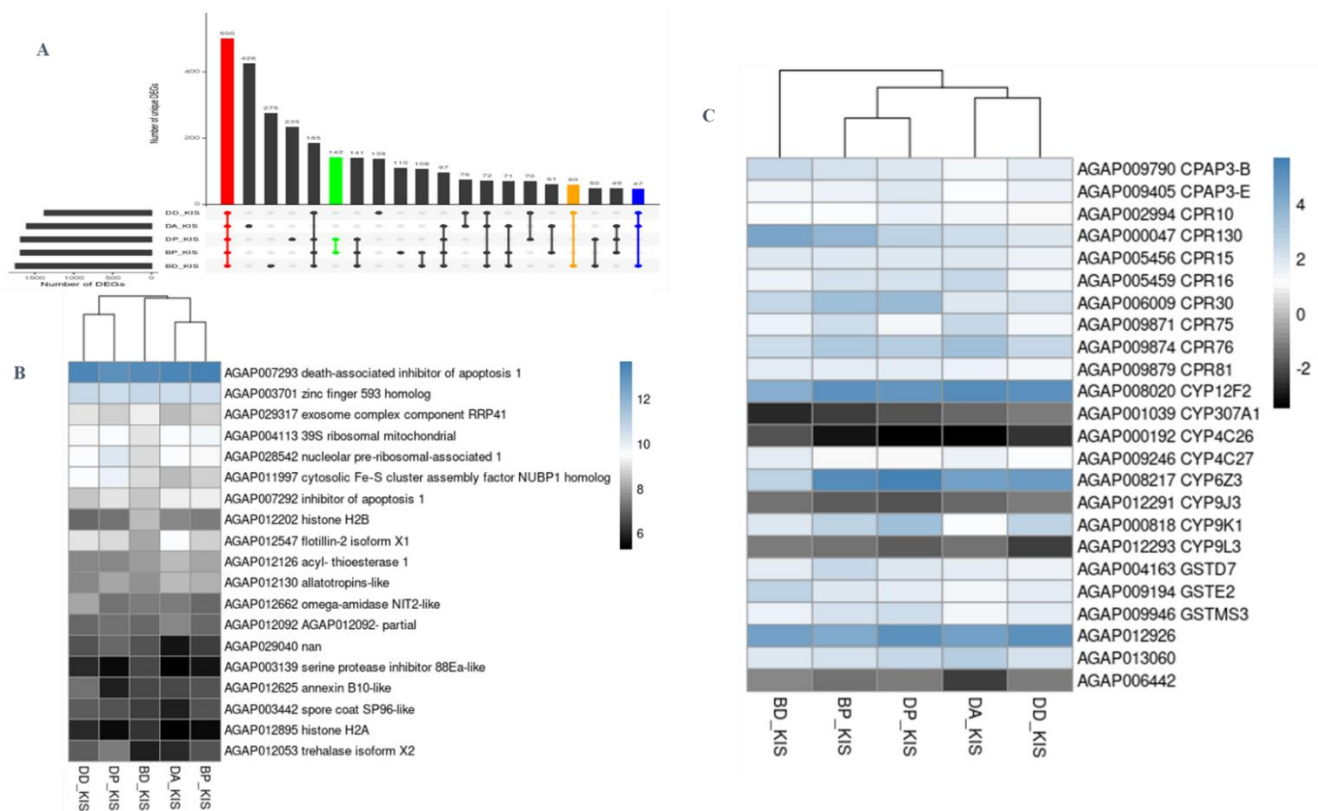 A
Number of unique DEGs
400
200
0
500
426
275
235
185
142
141
138
110
108
97
76
72
71
70
61
60
50
49
47
DD_KIS
DA_KIS
DP_KIS
BP_KIS
BD_KIS
1500 1000 500 0
Number of DEGs
B
AGAP007293 death-associated inhibitor of apoptosis 1
AGAP003701 zinc finger 593 homolog
AGAP029317 exosome complex component RRP41
AGAP004113 39S ribosomal mitochondrial
AGAP028542 nucleolar pre-ribosomal-associated 1
AGAP011997 cytosolic Fe-S cluster assembly factor NUBP1 homolog
AGAP007292 inhibitor of apoptosis 1
AGAP012202 histone H2B
AGAP012547 flotillin-2 isoform X1
AGAP012126 acyl- thioesterase 1
AGAP012130 allatotropins-like
AGAP012662 omega-amidase NIT2-like
AGAP012092 AGAP012092- partial
AGAP029040 nan
AGAP003139 serine protease inhibitor 88Ea-like
AGAP012625 annexin B10-like
AGAP003442 spore coat SP96-like
AGAP012895 histone H2A
AGAP012053 trehalase isoform X2
DD_KIS
DP_KIS
BD_KIS
DA_KIS
BP_KIS
12
10
8
6
C
AGAP009790 CPAP3-B
AGAP009405 CPAP3-E
AGAP002994 CPR10
AGAP000047 CPR130
AGAP005456 CPR15
AGAP005459 CPR16
AGAP006009 CPR30
AGAP009871 CPR75
AGAP009874 CPR76
AGAP009879 CPR81
AGAP008020 CYP12F2
AGAP001039 CYP307A1
AGAP000192 CYP4C26
AGAP009246 CYP4C27
AGAP008217 CYP6Z3
AGAP012291 CYP9J3
AGAP000818 CYP9K1
AGAP012293 CYP9L3
AGAP004163 GSTD7
AGAP009194 GSTE2
AGAP009946 GSTMS3
AGAP012926
AGAP013060
AGAP006442
BD_KIS
BP_KIS
DP_KIS
DA_KIS
DD_KIS
4
2
0
-2